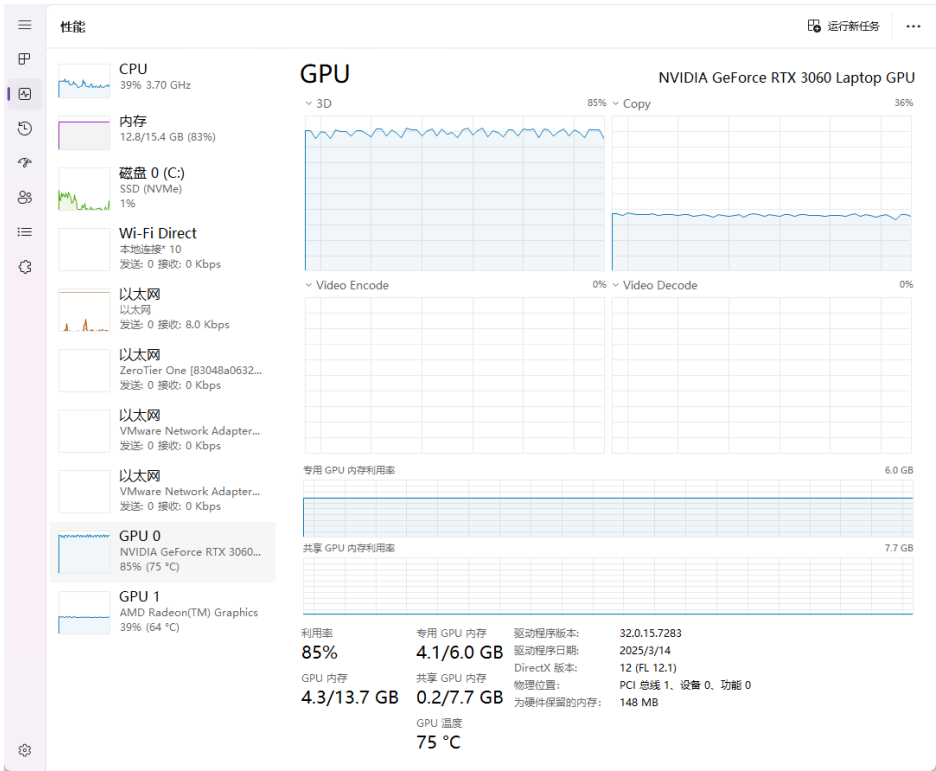 性能
运行新任务
CPU
39% 3.70 GHz
内存
12.8/15.4 GB (83%)
磁盘 0 (C:)
SSD (NVMe)
1%
Wi-Fi Direct
本地连接* 10
发送: 0 接收: 0 Kbps
以太网
以太网
发送: 0 接收: 8.0 Kbps
以太网
ZeroTier One [83048a0632...
发送: 0 接收: 0 Kbps
以太网
VMware Network Adapter...
发送: 0 接收: 0 Kbps
以太网
VMware Network Adapter...
发送: 0 接收: 0 Kbps
GPU 0
NVIDIA GeForce RTX 3060...
85% (75 °C)
GPU 1
AMD Radeon(TM) Graphics
39% (64 °C)
GPU
NVIDIA GeForce RTX 3060 Laptop GPU
3D 85%
Copy 36%
Video Encode 0%
Video Decode 0%
专用 GPU 内存利用率 6.0 GB
共享 GPU 内存利用率 7.7 GB
利用率
85%
专用 GPU 内存
4.1/6.0 GB
GPU 内存
4.3/13.7 GB
共享 GPU 内存
0.2/7.7 GB
GPU 温度
75 °C
驱动程序版本: 32.0.15.7283
驱动程序日期: 2025/3/14
DirectX 版本: 12 (FL 12.1)
物理位置: PCI 总线 1、设备 0、功能 0
为硬件保留的内存: 148 MB